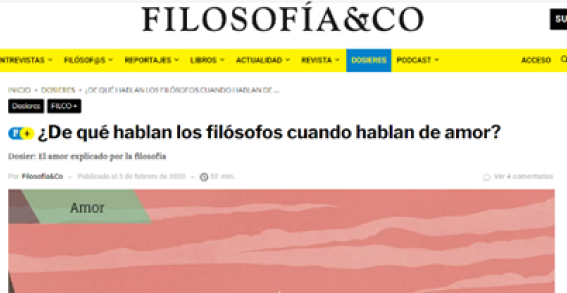 FILOSOFÍA&CO
SU
NTREVISTAS FILÓSOF@S REPORTAJES LIBROS ACTUALIDAD REVISTA DOSIERES PODCAST ACCESO
INICIO DOSIERES ¿DE QUÉ HABLAN LOS FILÓSOFOS CUANDO HABLAN DE ...
Dosieres FILCO +
F + ¿De qué hablan los filósofos cuando hablan de amor?
Dosier: El amor explicado por la filosofía
Por Filosofía&Co – Publicado el 3 de febrero de 2020 – 52 min. Ver 4 comentarios
Amor